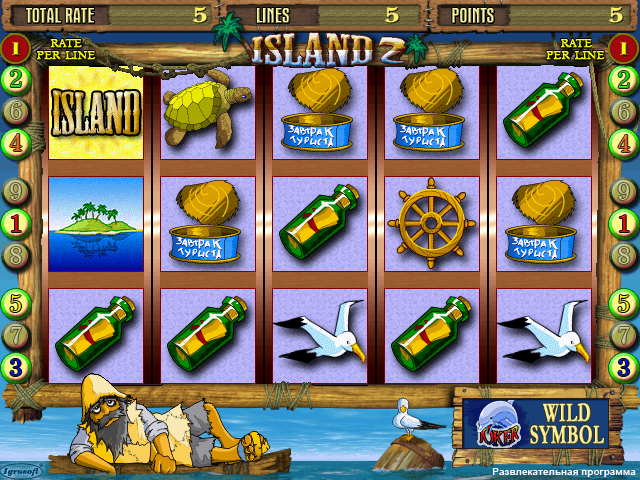 TOTAL RATE 5 LINES 5 POINTS 5
1 RATE PER LINE ISLAND 2 RATE PER LINE 1
2 2
6 6
4 4
ISLAND
ЗАВТРАК ТУРИСТА
ЗАВТРАК ТУРИСТА
9 9
1 1
8 8
ЗАВТРАК ТУРИСТА
ЗАВТРАК ТУРИСТА
5 5
7 7
3 3
JOKER
WILD
SYMBOL
Igrosoft
Развлекательная программа